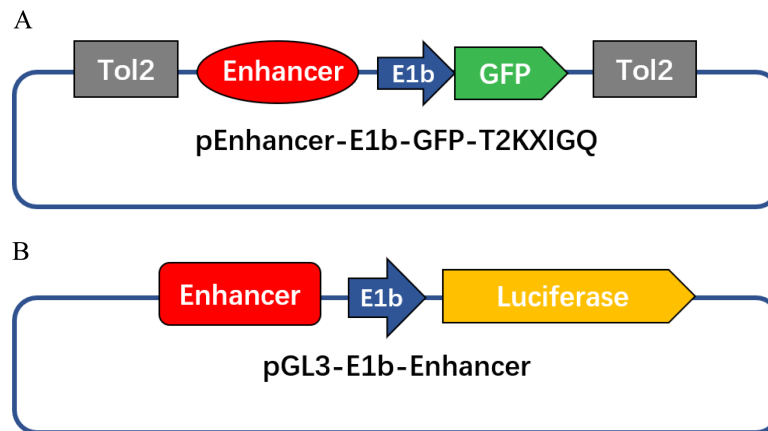 A
Tol2 Enhancer E1b GFP Tol2
pEnhancer-E1b-GFP-T2KXIGQ
B
Enhancer E1b Luciferase
pGL3-E1b-Enhancer